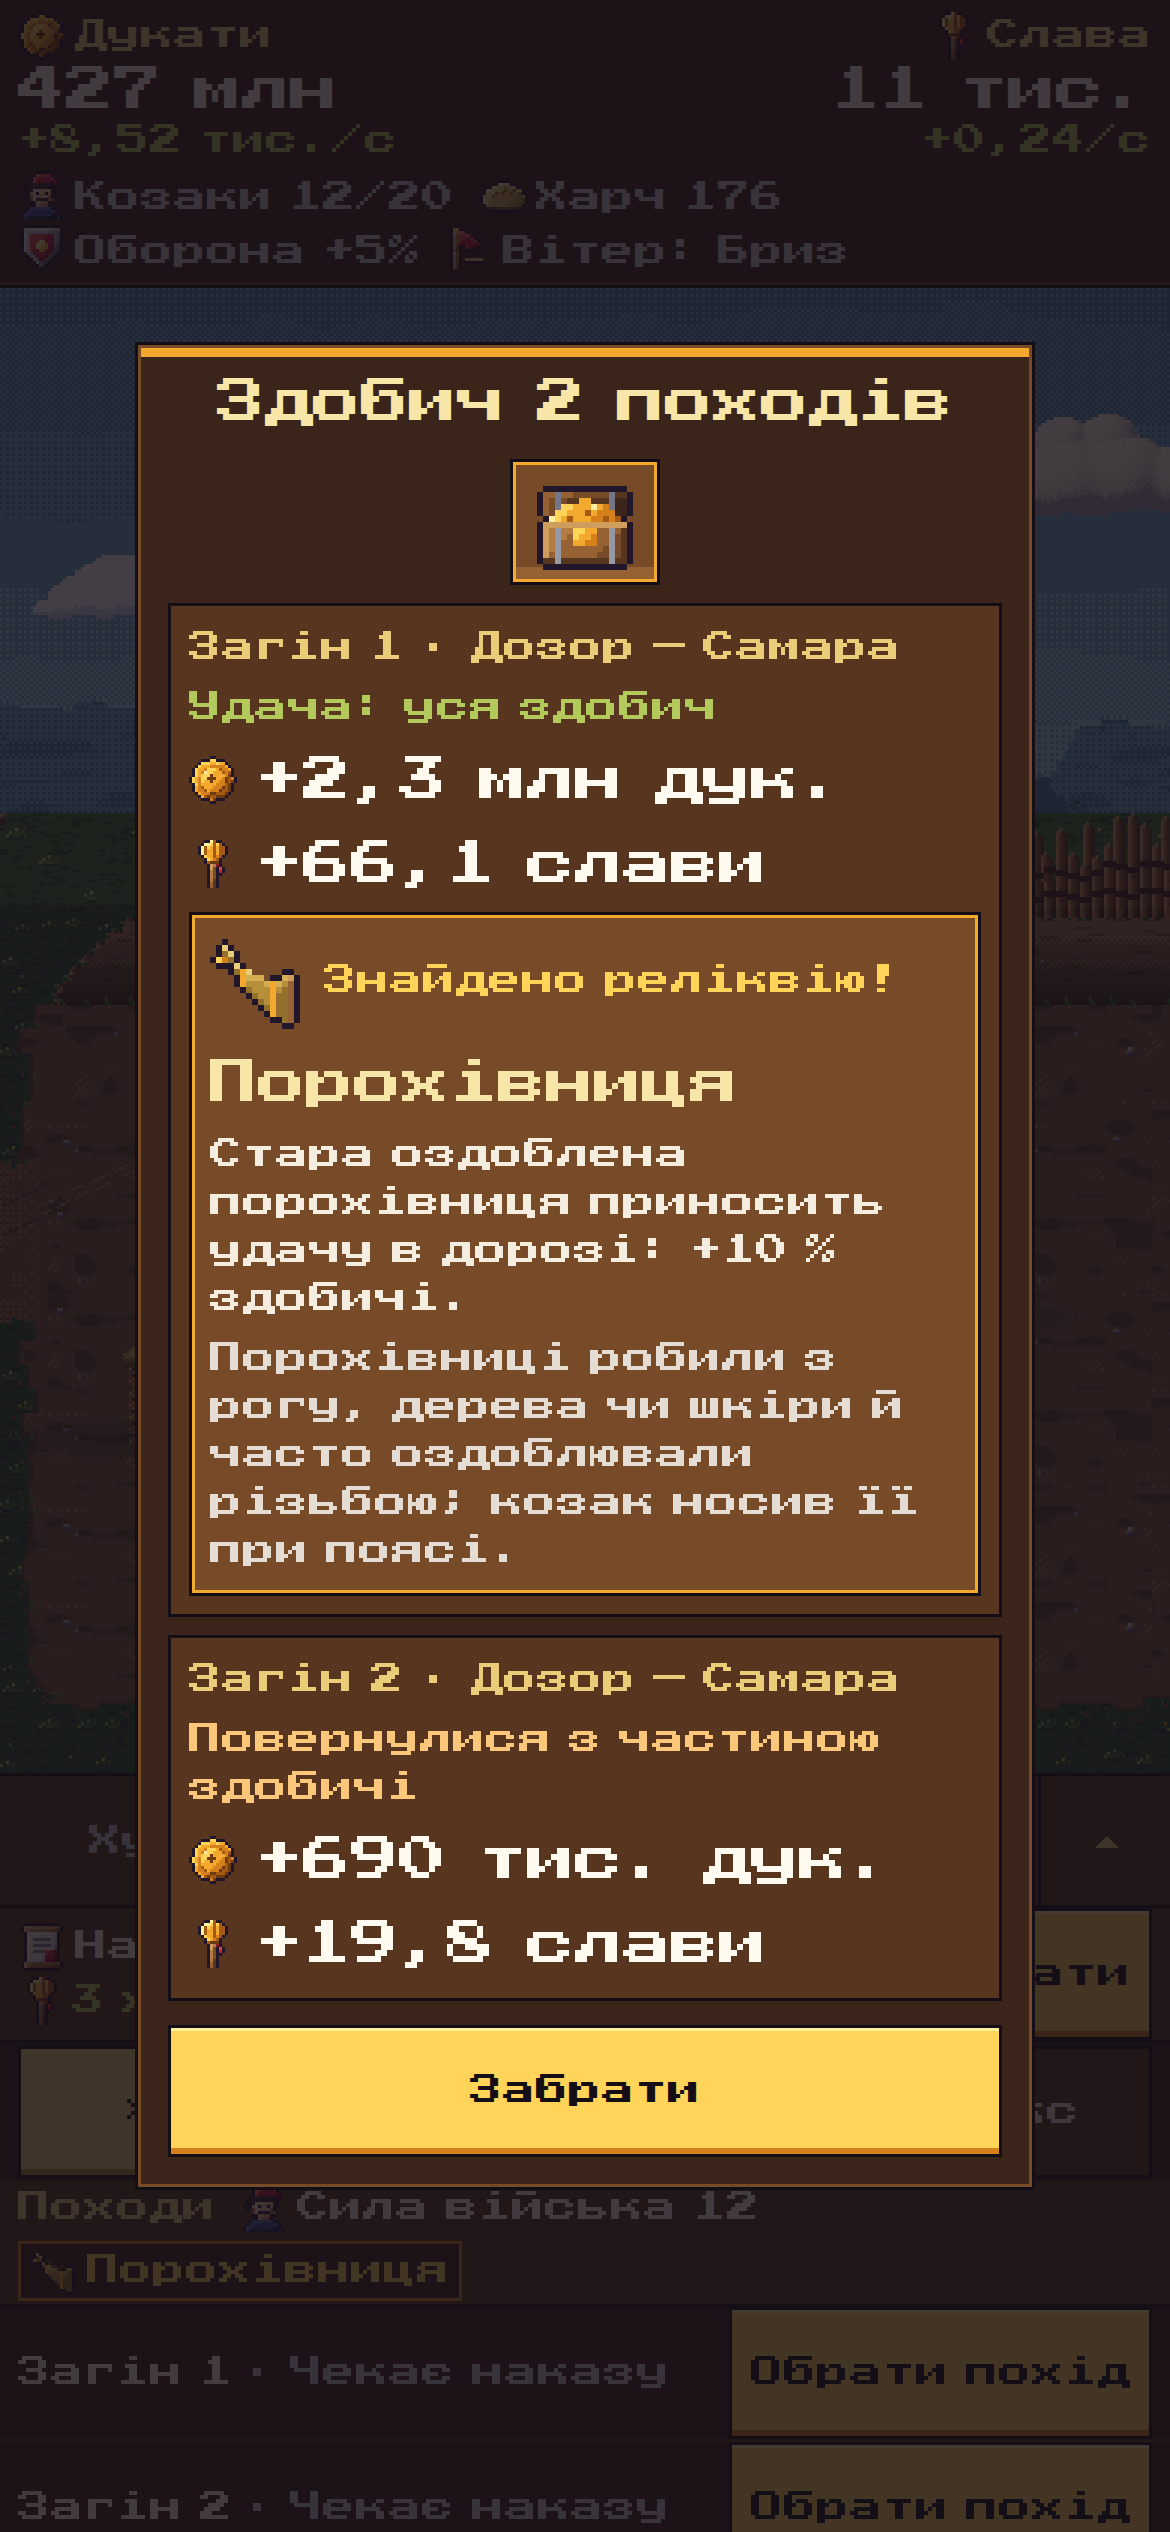 Дукати
Слава
427 млн
11 тис.
+8,52 тис./с
+0,24/с
Козаки 12/20
Харч 176
Оборона +5%
Вітер: Бриз
Здобич 2 походів
Загін 1 · Дозор — Самара
Удача: уся здобич
+2,3 млн дук.
+66,1 слави
Знайдено реліквію!
Порохівниця
Стара оздоблена
порохівниця приносить
удачу в дорозі: +10 %
здобичі.
Порохівниці робили з
рогу, дерева чи шкіри й
часто оздоблювали
різьбою; козак носив її
при поясі.
Загін 2 · Дозор — Самара
Повернулися з частиною
здобичі
+690 тис. дук.
+19,8 слави
Забрати
Походи
Сила війська 12
Порохівниця
Загін 1 · Чекає наказу
Обрати похід
Загін 2 · Чекає наказу
Обрати похід